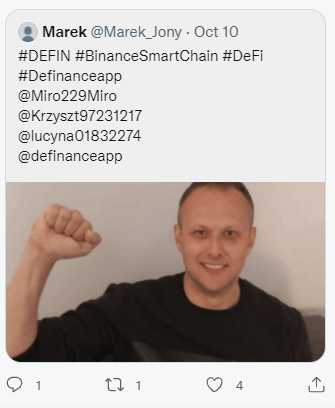 Marek @Marek_Jony · Oct 10
#DEFIN #BinanceSmartChain #DeFi
#Definanceapp
@Miro229Miro
@Krzyszt97231217
@lucyna01832274
@definanceapp
1 1 4